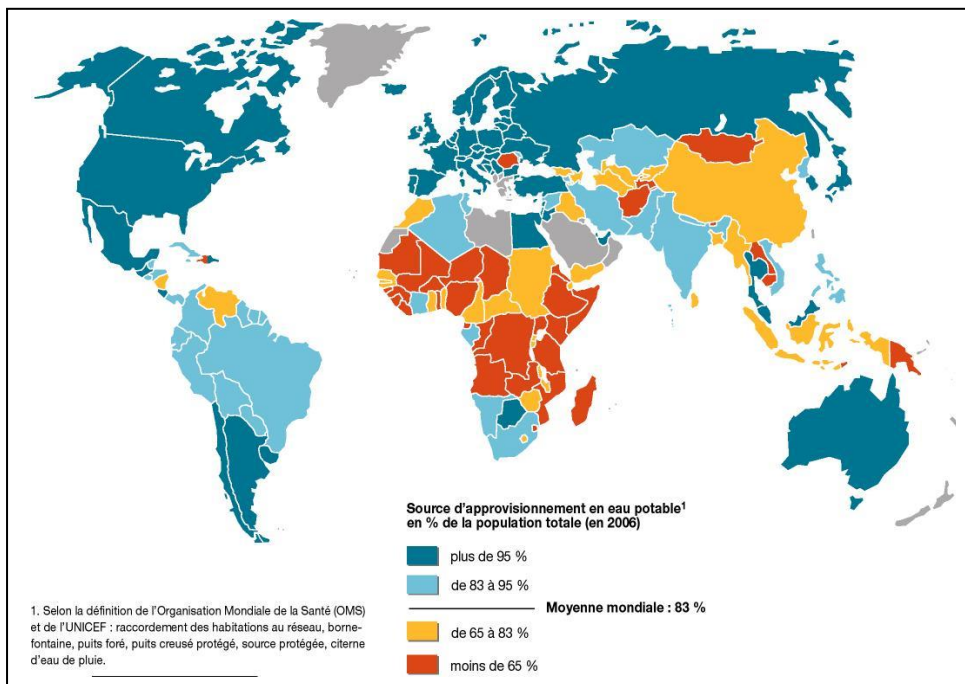 Source d'approvisionnement en eau potable¹
en % de la population totale (en 2006)
plus de 95 %
de 83 à 95 %
Moyenne mondiale : 83 %
de 65 à 83 %
moins de 65 %
1. Selon la définition de l'Organisation Mondiale de la Santé (OMS)
et de l'UNICEF : raccordement des habitations au réseau, borne-
fontaine, puits foré, puits creusé protégé, source protégée, citerne
d'eau de pluie.